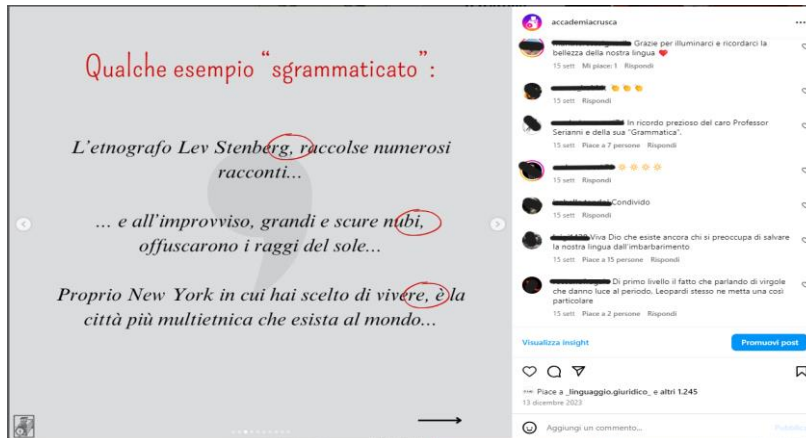 Qualche esempio “sgrammaticato”:
L'etnografo Lev Stenberg, raccolse numerosi
racconti...
... e all'improvviso, grandi e scure nubi,
offuscarono i raggi del sole...
Proprio New York in cui hai scelto di vivere, è la
città più multietnica che esista al mondo...
accademiacrusca
Grazie per illuminarci e ricordarci la
bellezza della nostra lingua ❤️
15 sett Mi piace: 1 Rispondi
15 sett Rispondi
In ricordo prezioso del caro Professor
Serianni e della sua "Grammatica".
15 sett Piace a 7 persone Rispondi
15 sett Rispondi
Condivido
15 sett Rispondi
Viva Dio che esiste ancora chi si preoccupa di salvare
la nostra lingua dall'imbarbarimento
15 sett Piace a 15 persone Rispondi
Di primo livello il fatto che parlando di virgole
che danno luce al periodo, Leopardi stesso ne metta una così
particolare
15 sett Piace a 2 persone Rispondi
Visualizza insight
Promuovi post
Piace a _linguaggio.giuridico_ e altri 1.245
13 dicembre 2023
Aggiungi un commento...
Pubblica